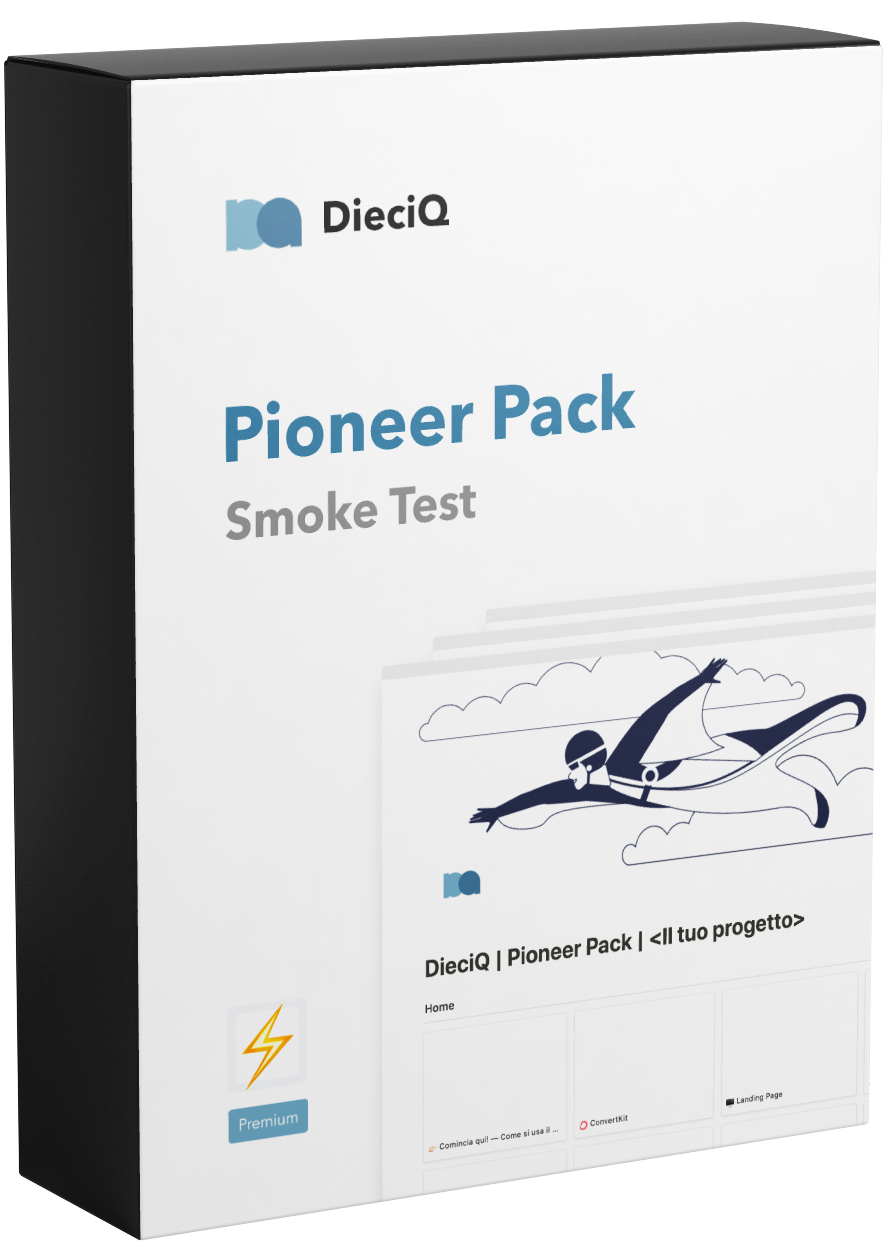 DieciQ
Pioneer Pack
Smoke Test
DieciQ | Pioneer Pack | <Il tuo progetto>
Home
Comincia qui! — Come si usa il ...
ConvertKit
Landing Page
Premium